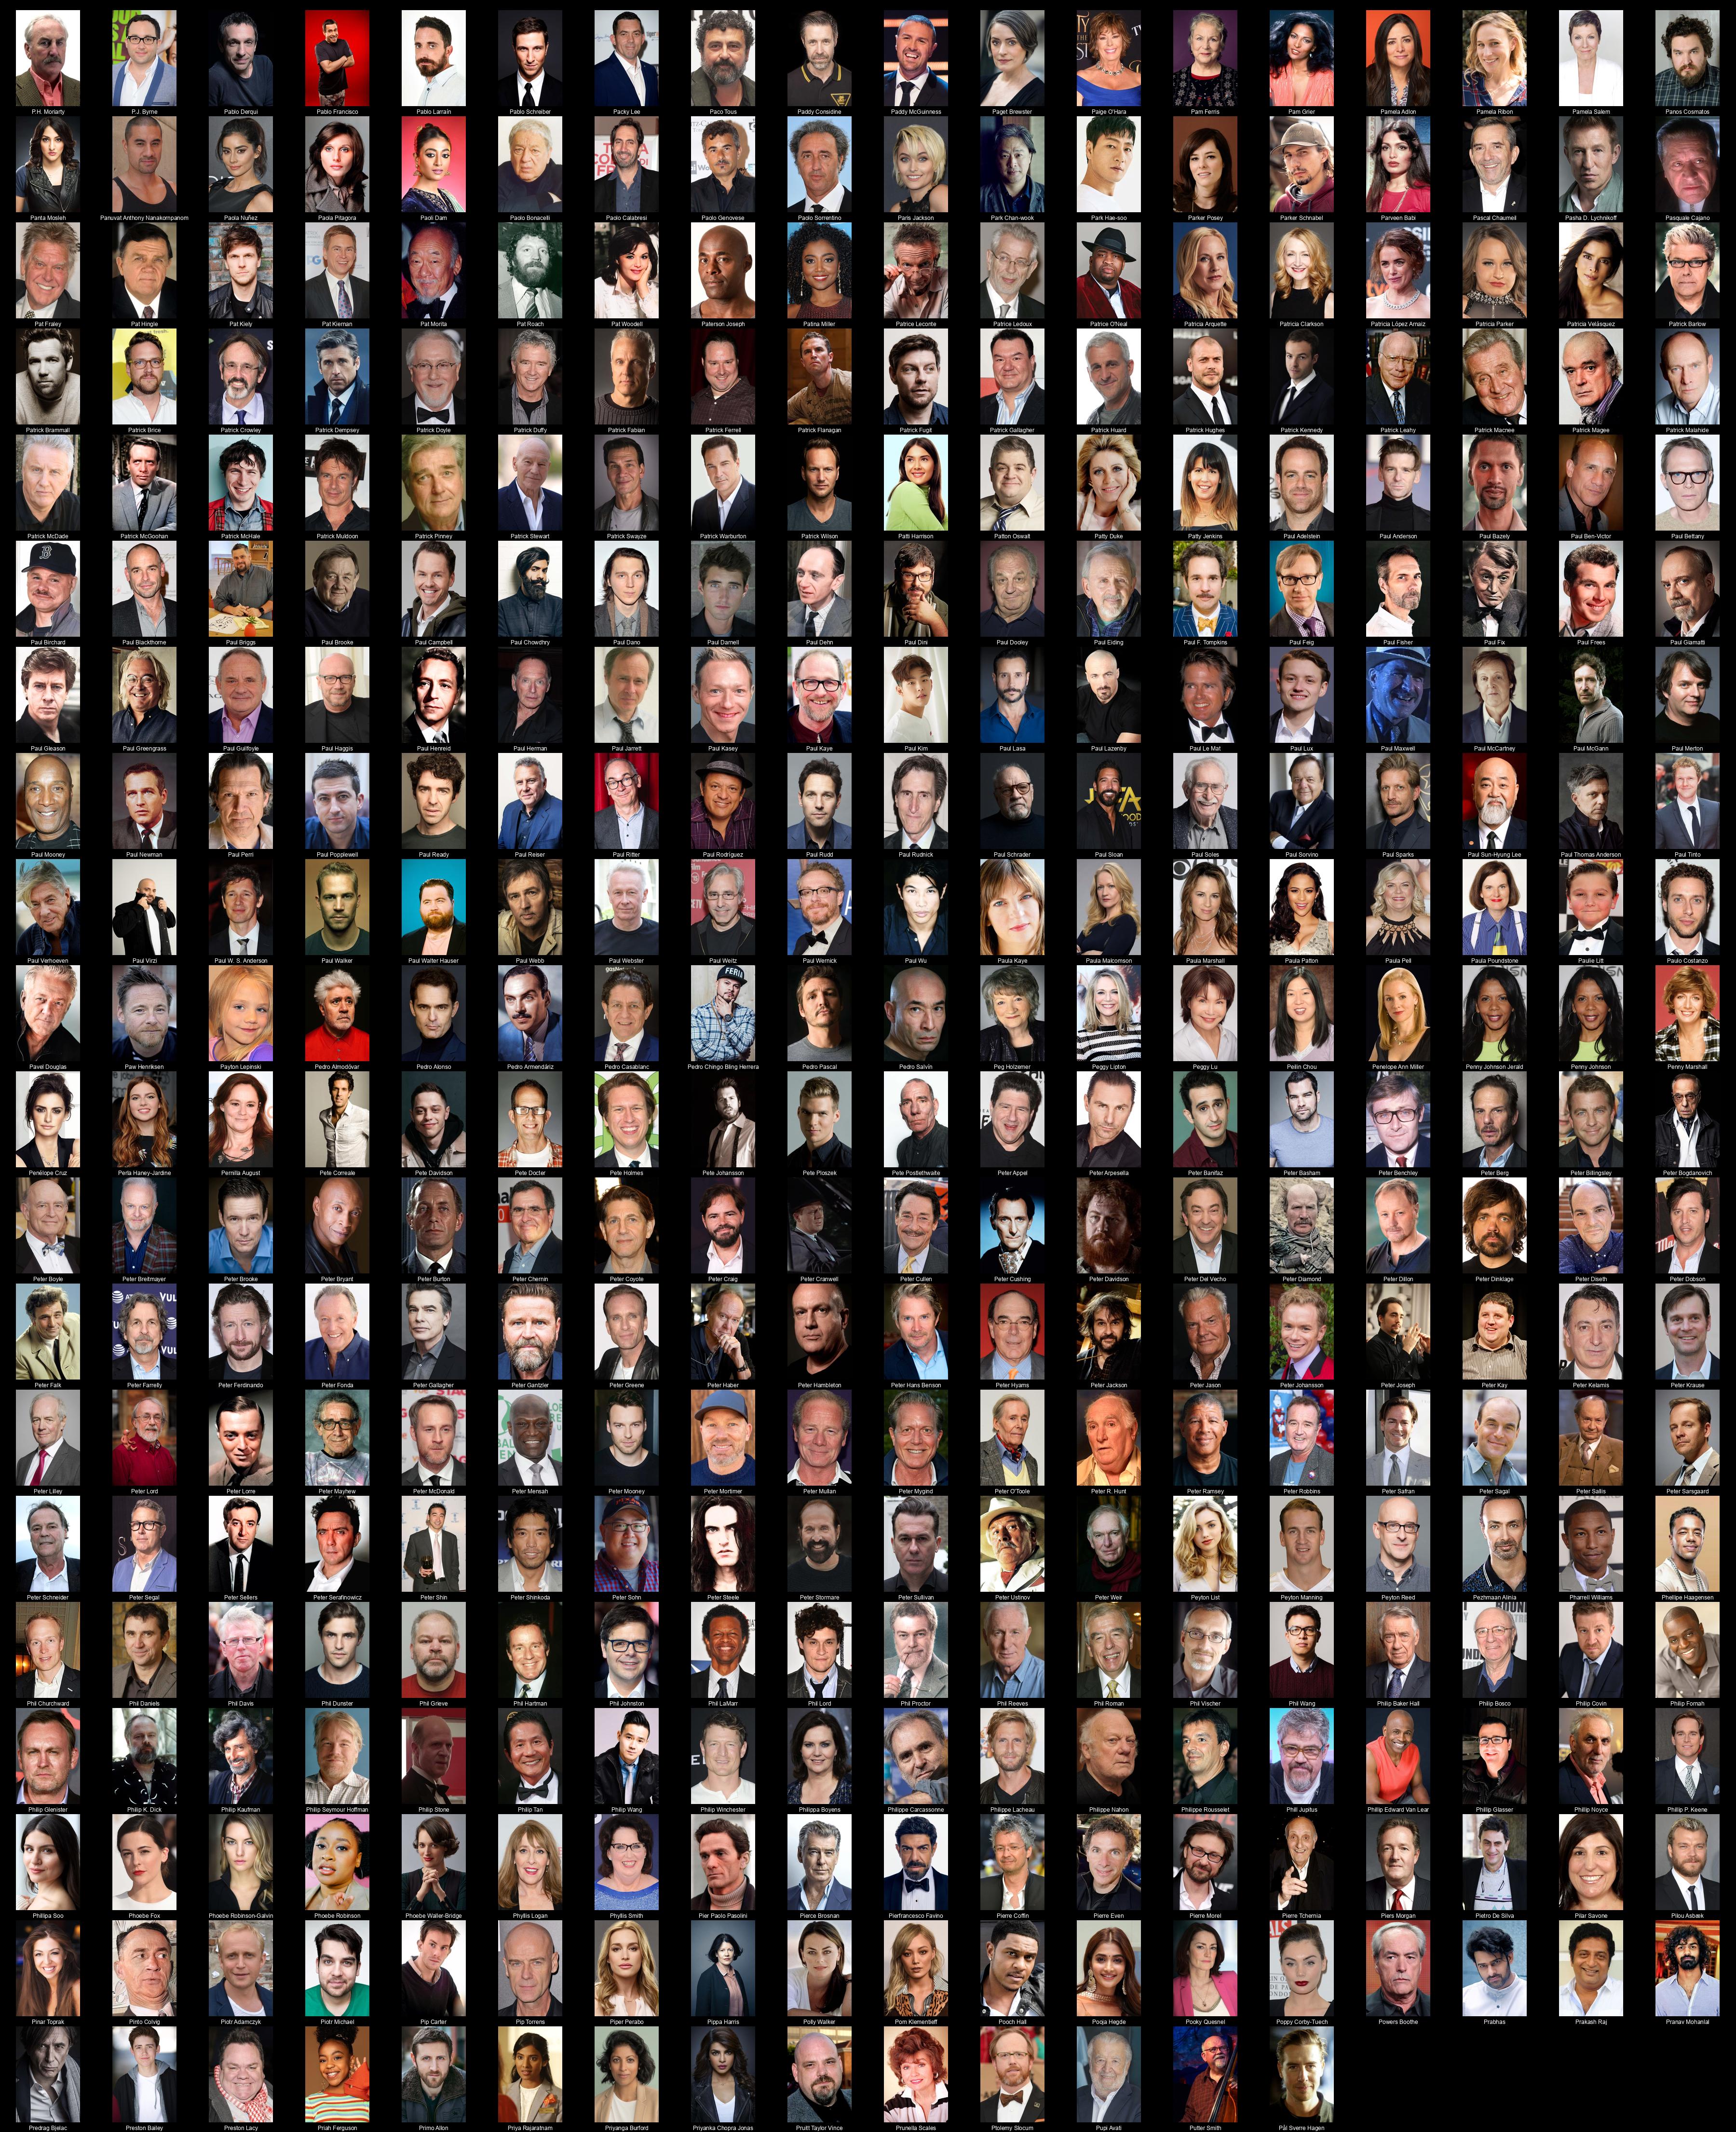 P.H. Moriarty P.J. Byrne Pablo Derqui Pablo Francisco Pablo Larraín Pablo Schreiber Packy Lee Paco Tous Paddy Considine Paddy McGuinness Paget Brewster Paige O'Hara Pam Ferris Pam Grier Pamela Adlon Pamela Ribon Pamela Salem Panos Cosmatos
Panta Mosleh Panuvat Anthony Nanakornpanom Paola Nuñez Paola Pitagora Paoli Dam Paolo Bonacelli Paolo Calabresi Paolo Genovese Paolo Sorrentino Paris Jackson Park Chan-wook Park Hae-soo Parker Posey Parker Schnabel Parveen Babi Pascal Chaumeil Pasha D. Lychnikoff Pasquale Cajano
Pat Fraley Pat Hingle Pat Kiely Pat Kiernan Pat Morita Pat Roach Pat Woodell Paterson Joseph Patina Miller Patrice Leconte Patrice Ledoux Patrice O'Neal Patricia Arquette Patricia Clarkson Patricia López Arnaiz Patricia Parker Patricia Velásquez Patrick Barlow
Patrick Brammall Patrick Brice Patrick Crowley Patrick Dempsey Patrick Doyle Patrick Duffy Patrick Fabian Patrick Ferrell Patrick Flanagan Patrick Fugit Patrick Gallagher Patrick Huard Patrick Hughes Patrick Kennedy Patrick Leahy Patrick Macnee Patrick Magee Patrick Malahide
Patrick McDade Patrick McGoohan Patrick McHale Patrick Muldoon Patrick Pinney Patrick Stewart Patrick Swayze Patrick Warburton Patrick Wilson Patti Harrison Patton Oswalt Patty Duke Patty Jenkins Paul Adelstein Paul Anderson Paul Bazely Paul Ben-Victor Paul Bettany
Paul Birchard Paul Blackthorne Paul Briggs Paul Brooke Paul Campbell Paul Chowdhry Paul Dano Paul Darnell Paul Dehn Paul Dini Paul Dooley Paul Eiding Paul F. Tompkins Paul Feig Paul Fisher Paul Fix Paul Frees Paul Giamatti
Paul Gleason Paul Greengrass Paul Guilfoyle Paul Haggis Paul Henreid Paul Herman Paul Jarrett Paul Kasey Paul Kaye Paul Kim Paul Lasa Paul Lazenby Paul Le Mat Paul Lux Paul Maxwell Paul McCartney Paul McGann Paul Merton
Paul Mooney Paul Newman Paul Perri Paul Popplewell Paul Ready Paul Reiser Paul Ritter Paul Rodríguez Paul Rudd Paul Rudnick Paul Schrader Paul Sloan Paul Soles Paul Sorvino Paul Sparks Paul Sun-Hyung Lee Paul Thomas Anderson Paul Tinto
Paul Verhoeven Paul Virzi Paul W. S. Anderson Paul Walker Paul Walter Hauser Paul Webb Paul Webster Paul Weitz Paul Wernick Paul Wu Paula Kaye Paula Malcomson Paula Marshall Paula Patton Paula Pell Paula Poundstone Paulie Litt Paulo Costanzo
Pavel Douglas Paw Henriksen Payton Lepinski Pedro Almodóvar Pedro Alonso Pedro Armendáriz Pedro Casablanc Pedro Chingo Bling Herrera Pedro Pascal Pedro Salvín Peg Holzemer Peggy Lipton Peggy Lu Peilin Chou Penelope Ann Miller Penny Johnson Jerald Penny Johnson Penny Marshall
Penélope Cruz Perla Haney-Jardine Pernilla August Pete Correale Pete Davidson Pete Docter Pete Holmes Pete Johansson Pete Ploszek Pete Postlethwaite Peter Appel Peter Arpesella Peter Banifaz Peter Basham Peter Benchley Peter Berg Peter Billingsley Peter Bogdanovich
Peter Boyle Peter Breitmayer Peter Brooke Peter Bryant Peter Burton Peter Chernin Peter Coyote Peter Craig Peter Cranwell Peter Cullen Peter Cushing Peter Davidson Peter Del Vecho Peter Diamond Peter Dillon Peter Dinklage Peter Diseth Peter Dobson
Peter Falk Peter Farrelly Peter Ferdinando Peter Fonda Peter Gallagher Peter Gantzler Peter Greene Peter Haber Peter Hambleton Peter Hans Benson Peter Hyams Peter Jackson Peter Jason Peter Johansson Peter Joseph Peter Kay Peter Kelamis Peter Krause
Peter Lilley Peter Lord Peter Lorre Peter Mayhew Peter McDonald Peter Mensah Peter Mooney Peter Mortimer Peter Mullan Peter Mygind Peter O'Toole Peter R. Hunt Peter Ramsey Peter Robbins Peter Safran Peter Sagal Peter Sallis Peter Sarsgaard
Peter Schneider Peter Segal Peter Sellers Peter Serafinowicz Peter Shin Peter Shinkoda Peter Sohn Peter Steele Peter Stormare Peter Sullivan Peter Ustinov Peter Weir Peyton List Peyton Manning Peyton Reed Pezhmaan Alinia Pharrell Williams Phellipe Haagensen
Phil Churchward Phil Daniels Phil Davis Phil Dunster Phil Grieve Phil Hartman Phil Johnston Phil LaMarr Phil Lord Phil Proctor Phil Reeves Phil Roman Phil Vischer Phil Wang Philip Baker Hall Philip Bosco Philip Covin Philip Fornah
Philip Glenister Philip K. Dick Philip Kaufman Philip Seymour Hoffman Philip Stone Philip Tan Philip Wang Philip Winchester Philippa Boyens Philippe Carcassonne Philippe Lacheau Philippe Nahon Philippe Rousselet Phill Jupitus Phillip Edward Van Lear Phillip Glasser Phillip Noyce Phillip P. Keene
Phillipa Soo Phoebe Fox Phoebe Robinson-Galvin Phoebe Robinson Phoebe Waller-Bridge Phyllis Logan Phyllis Smith Pier Paolo Pasolini Pierce Brosnan Pierfrancesco Favino Pierre Coffin Pierre Even Pierre Morel Pierre Tchernia Piers Morgan Pietro De Silva Pilar Savone Pilou Asbæk
Pinar Toprak Pinto Colvig Piotr Adamczyk Piotr Michael Pip Carter Pip Torrens Piper Perabo Pippa Harris Polly Walker Pom Klementieff Pooch Hall Pooja Hegde Pooky Quesnel Poppy Corby-Tuech Powers Boothe Prabhas Prakash Raj Pranav Mohanlal
Predrag Bjelac Preston Bailey Preston Lacy Priah Ferguson Primo Allon Priya Rajaratnam Priyanga Burford Priyanka Chopra Jonas Pruitt Taylor Vince Prunella Scales Ptolemy Slocum Pupi Avati Putter Smith Pål Sverre Hagen